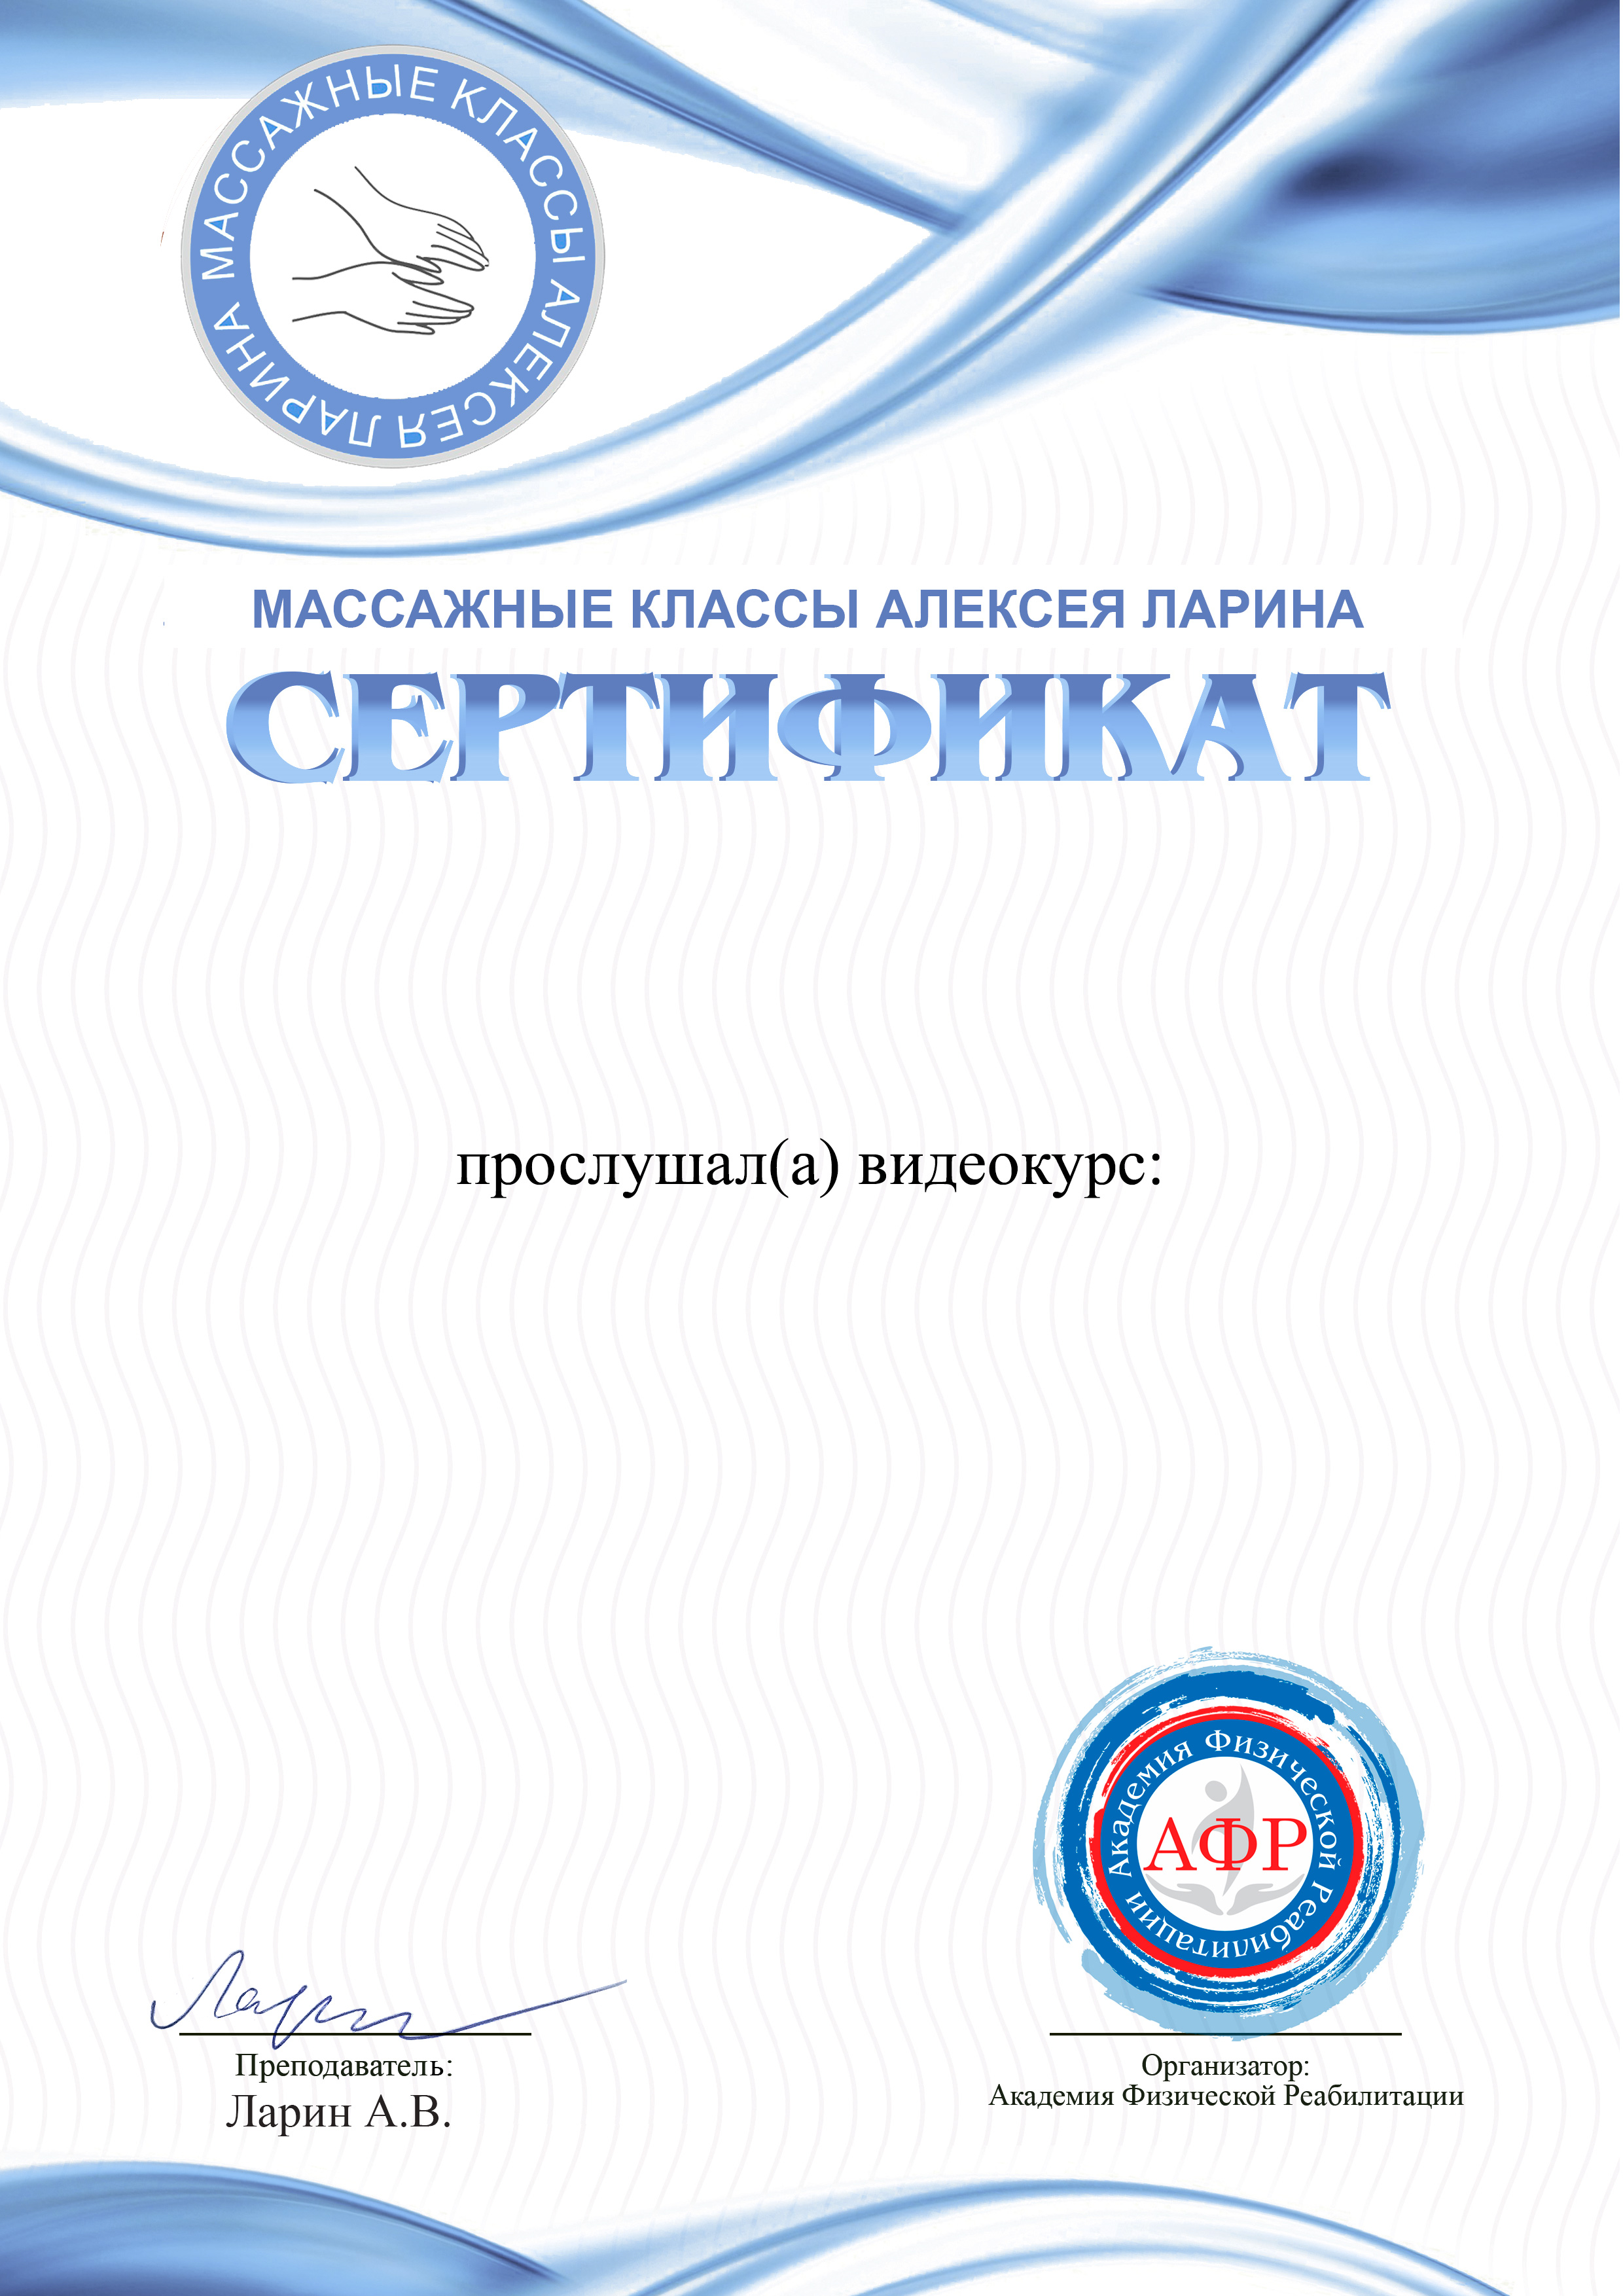 МАССАЖНЫЕ КЛАССЫ АЛЕКСЕЯ ЛАРИНА
МАССАЖНЫЕ КЛАССЫ АЛЕКСЕЯ ЛАРИНА
СЕРТИФИКАТ
прослушал(а) видеокурс:
Академия Физической Реабилитации
АФР
Ларин
Преподаватель:
Ларин А.В.
Организатор:
Академия Физической Реабилитации